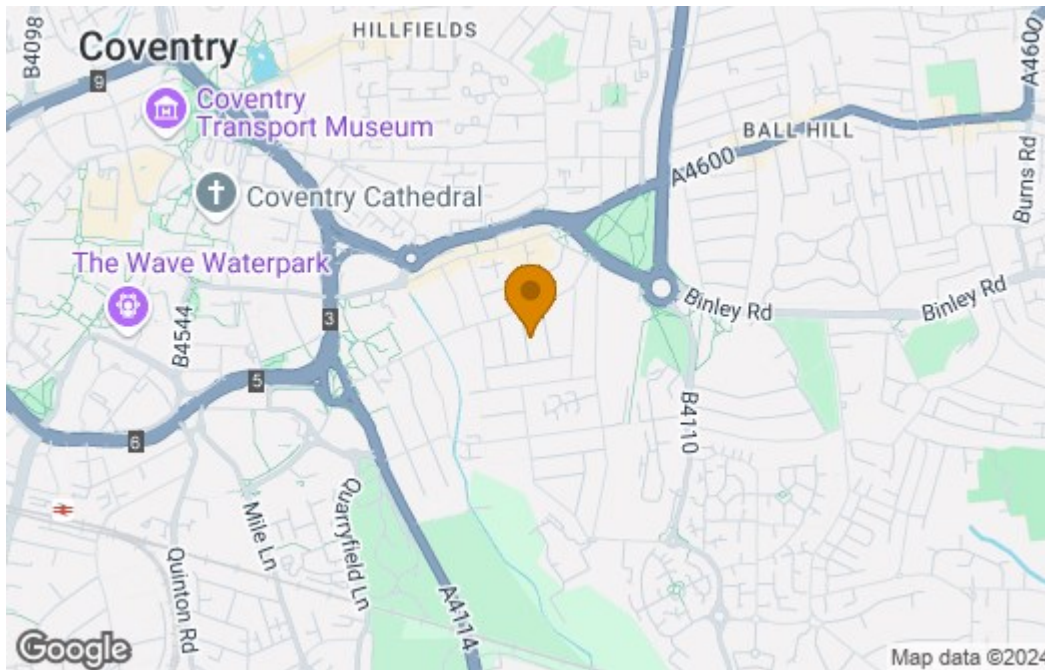 B4098
Coventry
HILLFIELDS
9
A4600
Coventry
Transport Museum
BALL HILL
A4600
Burns Rd
Coventry Cathedral
The Wave Waterpark
Binley Rd
Binley Rd
B4544
3
5
B4110
6
Quarryfield Ln
Mile Ln
Quinton Rd
A4114
Google
Map data ©2024